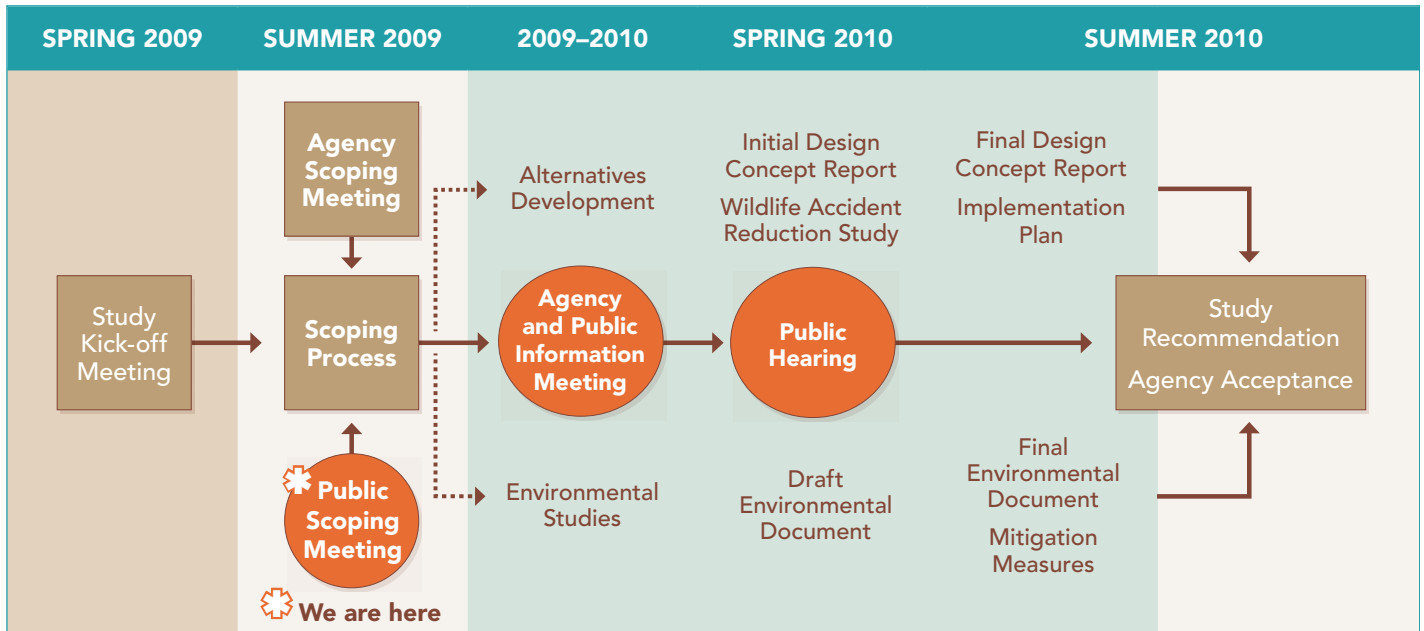 SPRING 2009
SUMMER 2009
2009–2010
SPRING 2010
SUMMER 2010
Study
Kick-off
Meeting
Agency
Scoping
Meeting
Scoping
Process
Public
Scoping
Meeting
We are here
Alternatives
Development
Agency
and Public
Information
Meeting
Environmental
Studies
Initial Design
Concept Report
Wildlife Accident
Reduction Study
Public
Hearing
Draft
Environmental
Document
Final Design
Concept Report
Implementation
Plan
Final
Environmental
Document
Mitigation
Measures
Study
Recommendation
Agency Acceptance